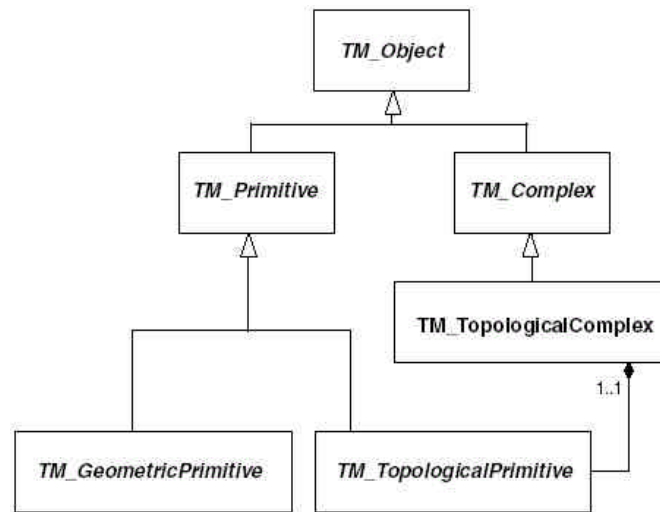 TM_Object
TM_Primitive
TM_Complex
TM_TopologicalComplex
1..1
TM_GeometricPrimitive
TM_TopologicalPrimitive